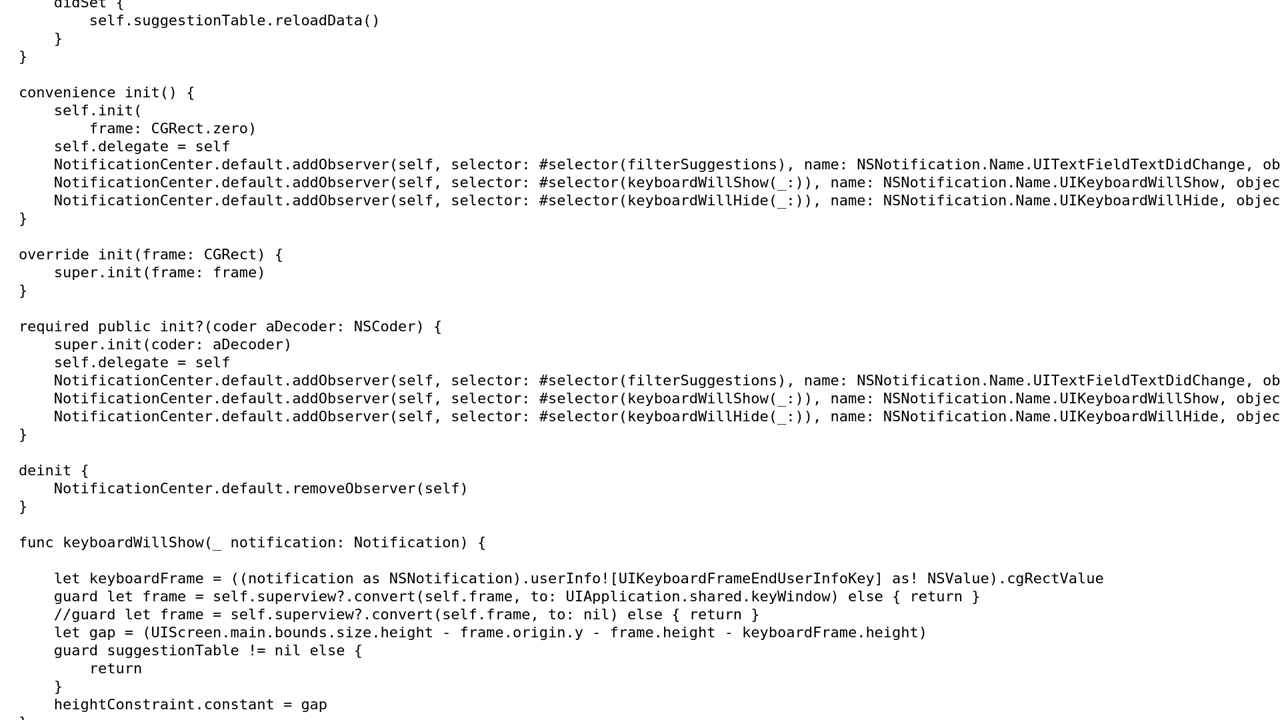 didSet {
self.suggestionTable.reloadData()
}
}
convenience init() {
self.init(
frame: CGRect.zero)
self.delegate = self
NotificationCenter.default.addObserver(self, selector: #selector(filterSuggestions), name: NSNotification.Name.UITextFieldTextDidChange, ob
NotificationCenter.default.addObserver(self, selector: #selector(keyboardWillShow(_:)), name: NSNotification.Name.UIKeyboardWillShow, objec
NotificationCenter.default.addObserver(self, selector: #selector(keyboardWillHide(_:)), name: NSNotification.Name.UIKeyboardWillHide, objec
}
override init(frame: CGRect) {
super.init(frame: frame)
}
required public init?(coder aDecoder: NSCoder) {
super.init(coder: aDecoder)
self.delegate = self
NotificationCenter.default.addObserver(self, selector: #selector(filterSuggestions), name: NSNotification.Name.UITextFieldTextDidChange, ob
NotificationCenter.default.addObserver(self, selector: #selector(keyboardWillShow(_:)), name: NSNotification.Name.UIKeyboardWillShow, objec
NotificationCenter.default.addObserver(self, selector: #selector(keyboardWillHide(_:)), name: NSNotification.Name.UIKeyboardWillHide, objec
}
deinit {
NotificationCenter.default.removeObserver(self)
}
func keyboardWillShow(_ notification: Notification) {
let keyboardFrame = ((notification as NSNotification).userInfo![UIKeyboardFrameEndUserInfoKey] as! NSValue).cgRectValue
guard let frame = self.superview?.convert(self.frame, to: UIApplication.shared.keyWindow) else { return }
//guard let frame = self.superview?.convert(self.frame, to: nil) else { return }
let gap = (UIScreen.main.bounds.size.height - frame.origin.y - frame.height - keyboardFrame.height)
guard suggestionTable != nil else {
return
}
heightConstraint.constant = gap
}